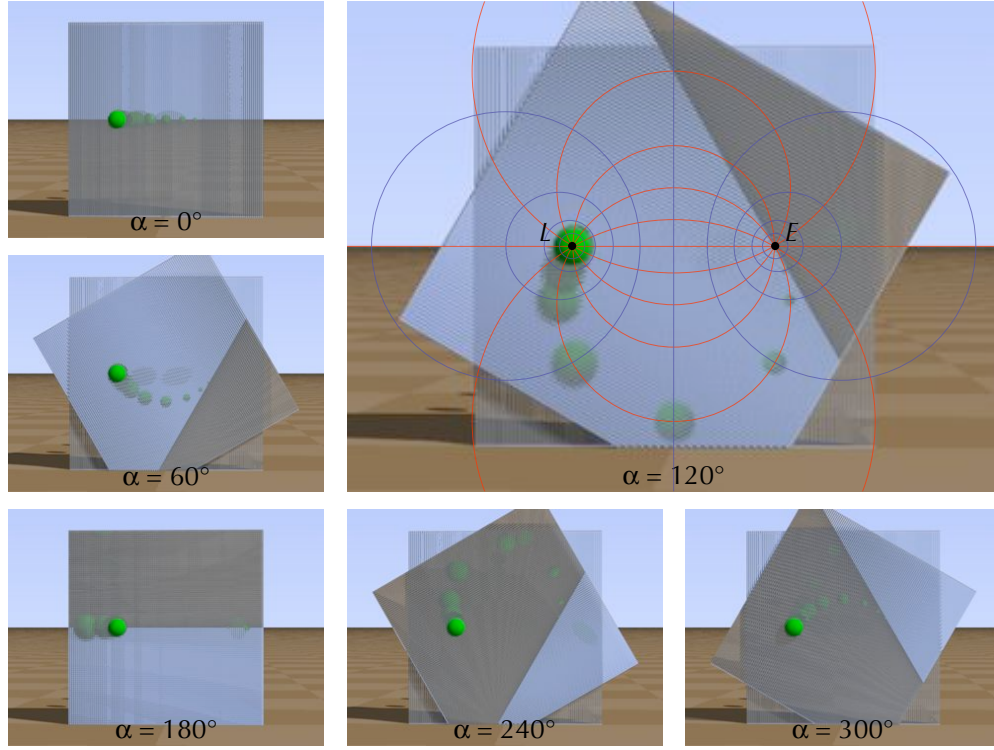 α = 0°
L E
α = 60°
α = 120°
α = 180°
α = 240°
α = 300°